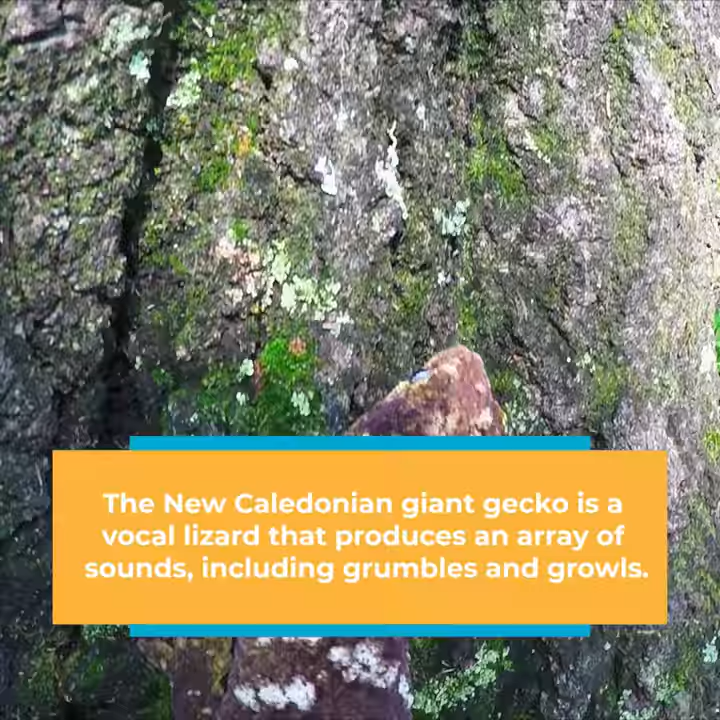 The New Caledonian giant gecko is a
vocal lizard that produces an array of
sounds, including grumbles and growls.